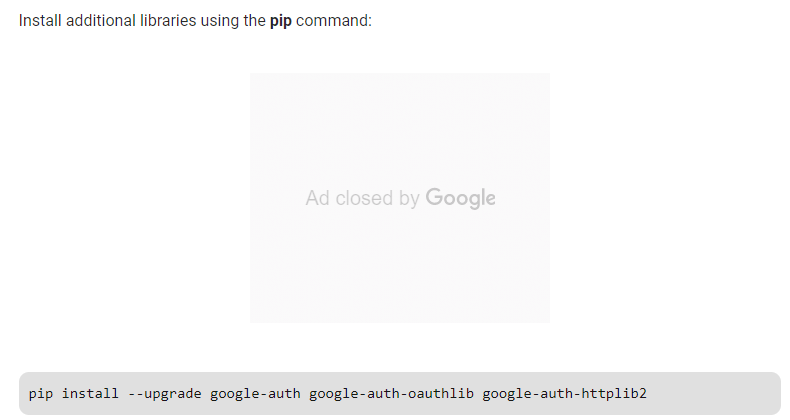 Install additional libraries using the pip command:
Ad closed by Google
pip install --upgrade google-auth google-auth-oauthlib google-auth-httplib2